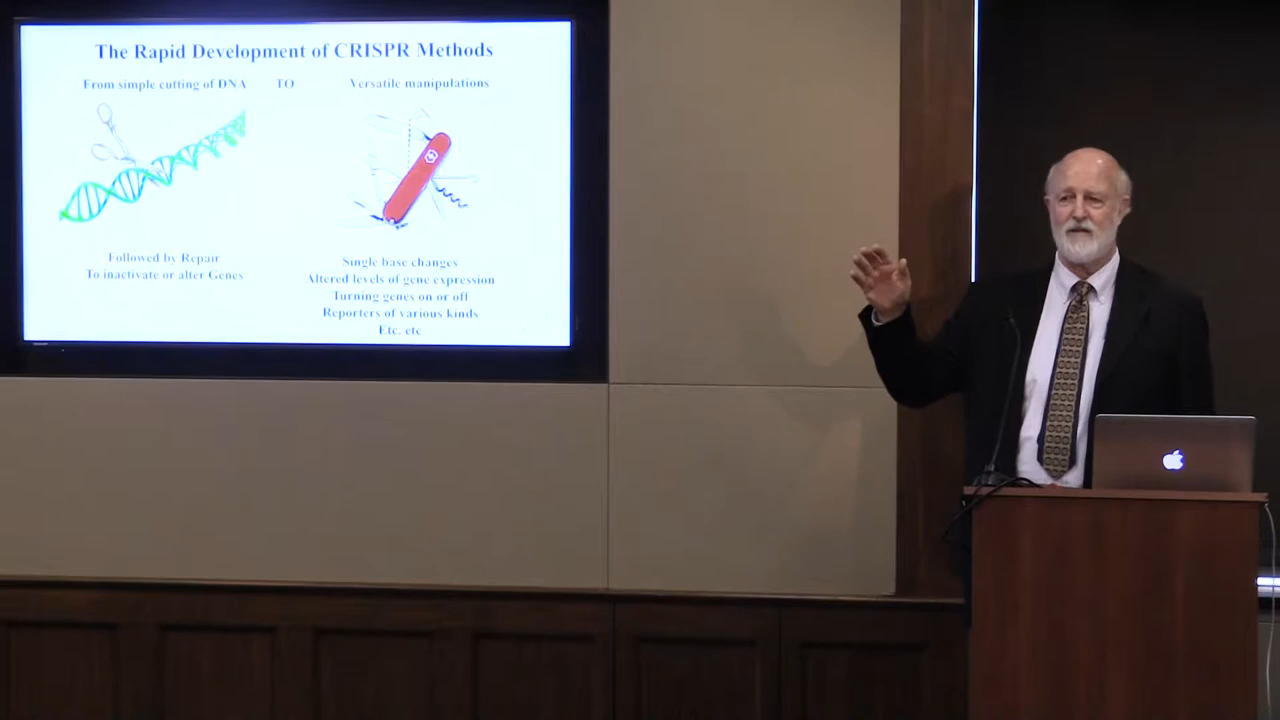 The Rapid Development of CRISPR Methods
From simple cutting of DNA TO Versatile manipulations
Followed by Repair
To inactivate or alter Genes
Single base changes
Altered levels of gene expression
Turning genes on or off
Reporters of various kinds
Etc. etc